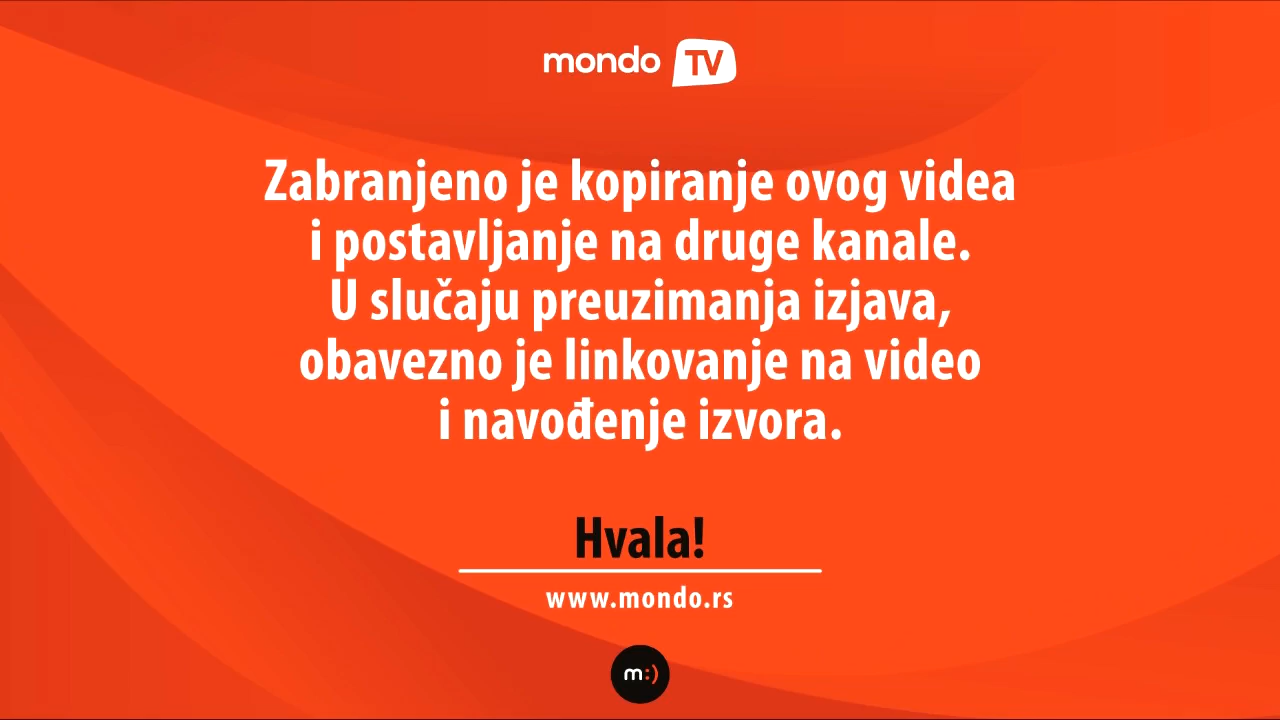 mondo TV
Zabranjeno je kopiranje ovog videa
i postavljanje na druge kanale.
U slučaju preuzimanja izjava,
obavezno je linkovanje na video
i navođenje izvora.
Hvala!
www.mondo.rs
m:)